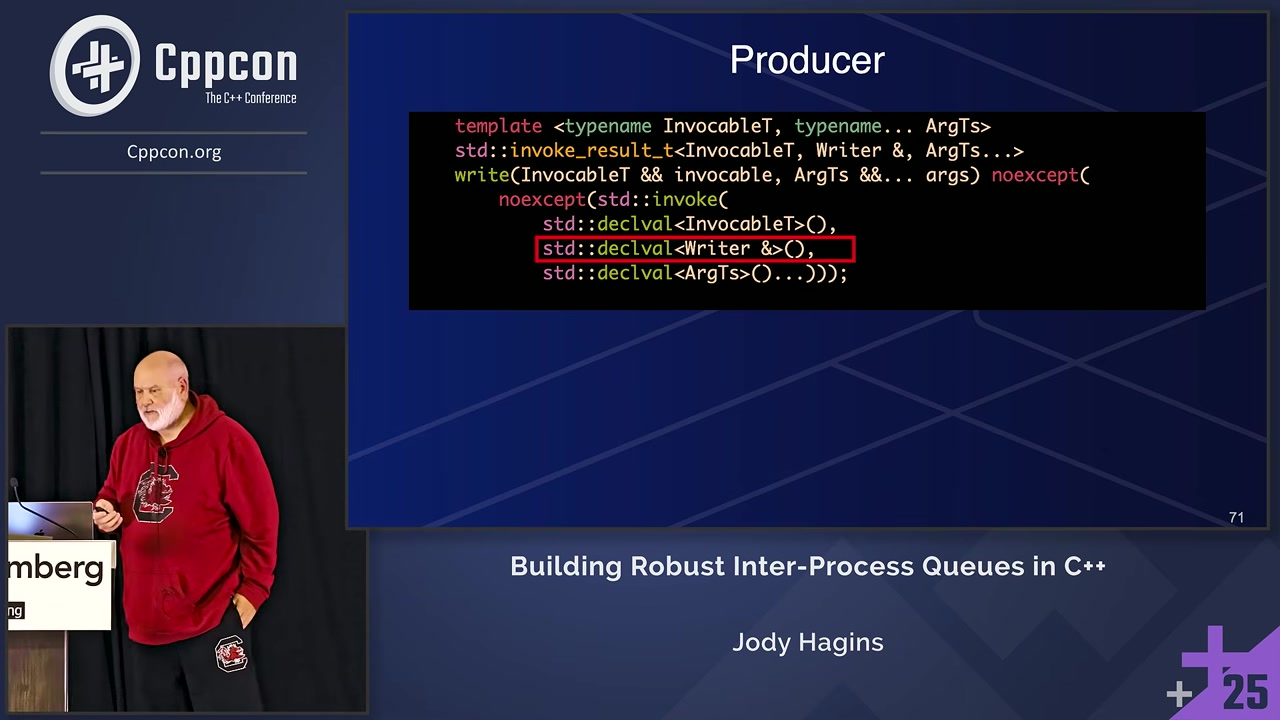 Cppcon
The C++ Conference
Cppcon.org
Producer
template <typename InvocableT, typename... ArgTs>
std::invoke_result_t<InvocableT, Writer &, ArgTs...>
write(InvocableT && invocable, ArgTs &&... args) noexcept(
noexcept(std::invoke(
std::declval<InvocableT>(),
std::declval<Writer &>(),
std::declval<ArgTs>()...)));
71
mberg
ng
C
C
Building Robust Inter-Process Queues in C++
Jody Hagins
25